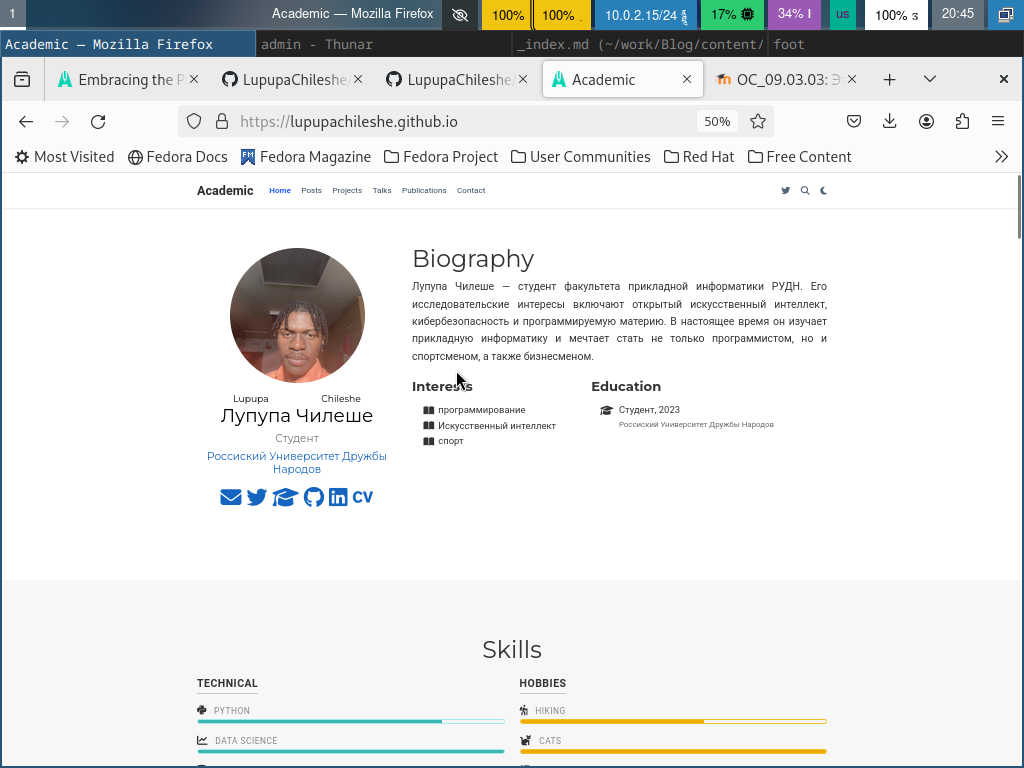 1
Academic — Mozilla Firefox
100%
100%
10.0.2.15/24
17%
34%
us
100%
20:45
Academic — Mozilla Firefox
admin - Thunar
_index.md (~/work/Blog/content/
foot
Embracing the P
LupupaChileshe/
LupupaChileshe/
Academic
OC_09.03.03: Э
https://lupupachileshe.github.io
50%
Most Visited
Fedora Docs
Fedora Magazine
Fedora Project
User Communities
Red Hat
Free Content
Academic
Home
Posts
Projects
Talks
Publications
Contact
Biography
Лупупа Чилеше — студент факультета прикладной информатики РУДН. Его
исследовательские интересы включают открытый искусственный интеллект,
кибербезопасность и программируемую материю. В настоящее время он изучает
прикладную информатику и мечтает стать не только программистом, но и
спортсменом, а также бизнесменом.
Lupupa Chileshe
Лупупа Чилеше
Студент
Россиский Университет Дружбы
Народов
CV
Interests
программирование
Искусственный интеллект
спорт
Education
Студент, 2023
Россиский Университет Дружбы Народов
Skills
TECHNICAL
PYTHON
DATA SCIENCE
HOBBIES
HIKING
CATS